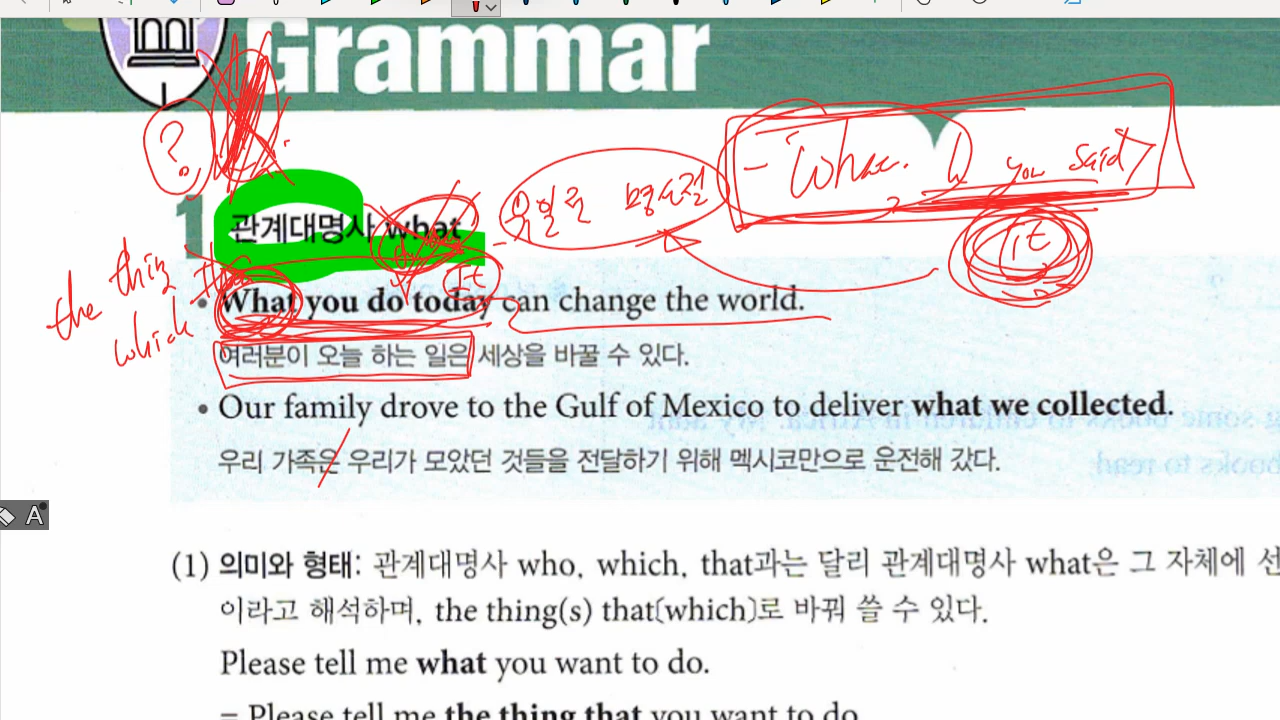 Grammar
?
- What. you said
1 관계대명사 what
- 유일 명사절
It
the thing
which
It
• What you do today can change the world.
여러분이 오늘 하는 일은 세상을 바꿀 수 있다.
• Our family drove to the Gulf of Mexico to deliver what we collected.
우리 가족은 우리가 모았던 것들을 전달하기 위해 멕시코만으로 운전해 갔다.
A
(1) 의미와 형태: 관계대명사 who, which, that과는 달리 관계대명사 what은 그 자체에 선
이라고 해석하며, the thing(s) that(which)로 바꿔 쓸 수 있다.
Please tell me what you want to do.
= Please tell me the thing that you want to do